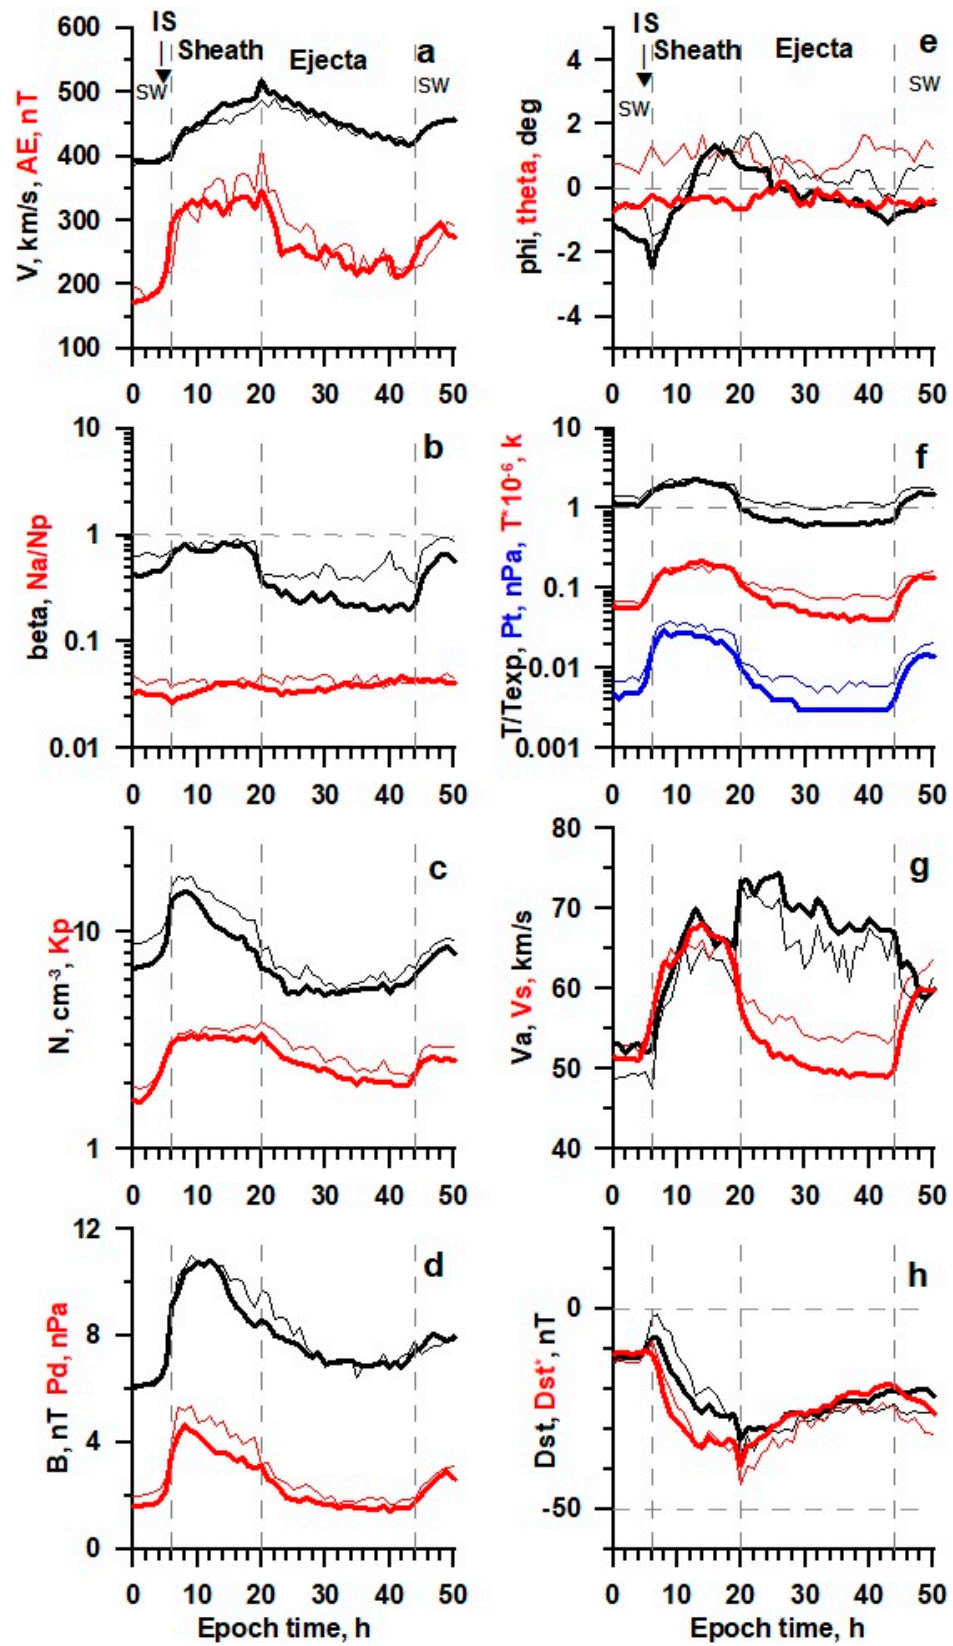 IS
Sheath
Ejecta
a
SW
SW
600
500
400
300
200
100
V, km/s, AE, nT
0 10 20 30 40 50
IS
Sheath
Ejecta
e
SW
SW
4
2
0
-2
-4
phi, theta, deg
0 10 20 30 40 50
b
10
1
0.1
0.01
beta, Na/Np
0 10 20 30 40 50
f
10
1
0.1
0.01
0.001
T/Texp, Pt, nPa, T*10⁻⁶, k
0 10 20 30 40 50
c
10
1
N, cm⁻³, Kp
0 10 20 30 40 50
g
80
70
60
50
40
Va, Vs, km/s
0 10 20 30 40 50
d
12
8
4
0
B, nT Pd, nPa
0 10 20 30 40 50
Epoch time, h
h
0
-50
Dst, Dst*, nT
0 10 20 30 40 50
Epoch time, h